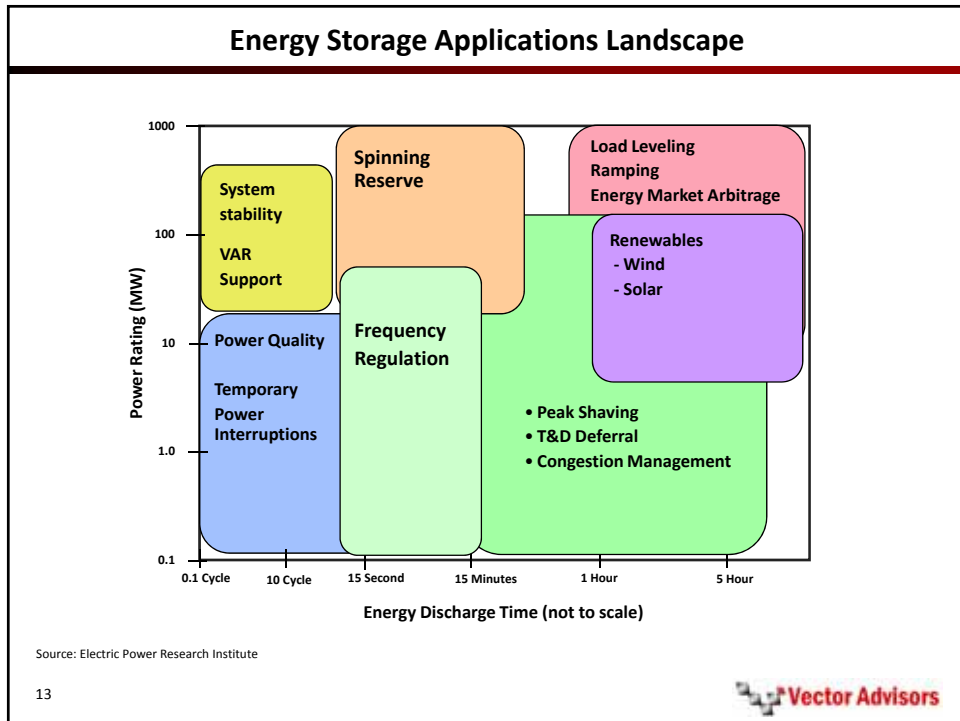 Energy Storage Applications Landscape
1000
100
10
1.0
0.1
Power Rating (MW)
System
stability
VAR
Support
Spinning
Reserve
Load Leveling
Ramping
Energy Market Arbitrage
Renewables
- Wind
- Solar
Power Quality
Temporary
Power
Interruptions
Frequency
Regulation
• Peak Shaving
• T&D Deferral
• Congestion Management
0.1 Cycle
10 Cycle
15 Second
15 Minutes
1 Hour
5 Hour
Energy Discharge Time (not to scale)
Source: Electric Power Research Institute
13
Vector Advisors